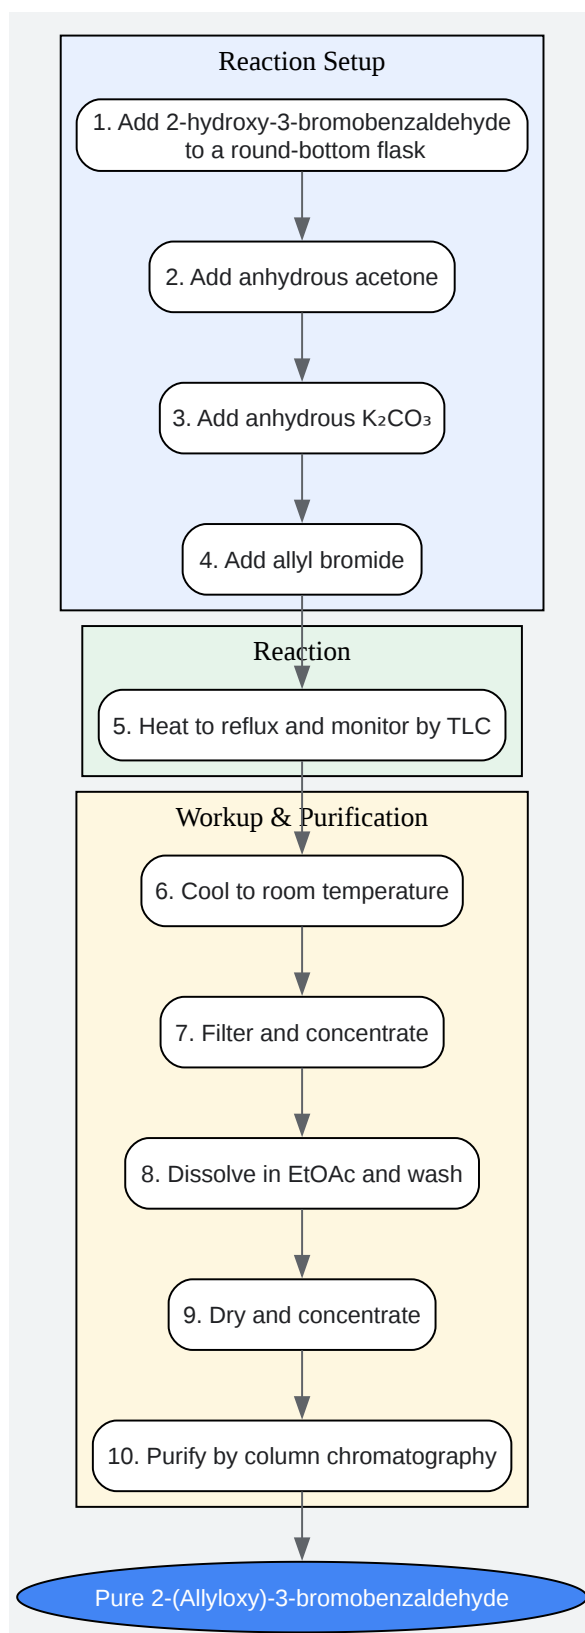 Reaction Setup
1. Add 2-hydroxy-3-bromobenzaldehyde
to a round-bottom flask
2. Add anhydrous acetone
3. Add anhydrous K₂CO₃
4. Add allyl bromide
Reaction
5. Heat to reflux and monitor by TLC
Workup & Purification
6. Cool to room temperature
7. Filter and concentrate
8. Dissolve in EtOAc and wash
9. Dry and concentrate
10. Purify by column chromatography
Pure 2-(Allyloxy)-3-bromobenzaldehyde